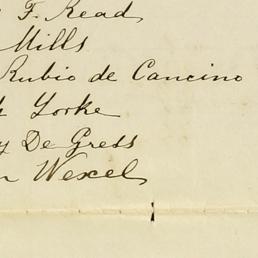 F. Read
Mills
Rubio de Cancino
Yorke
De Gress
Wexel